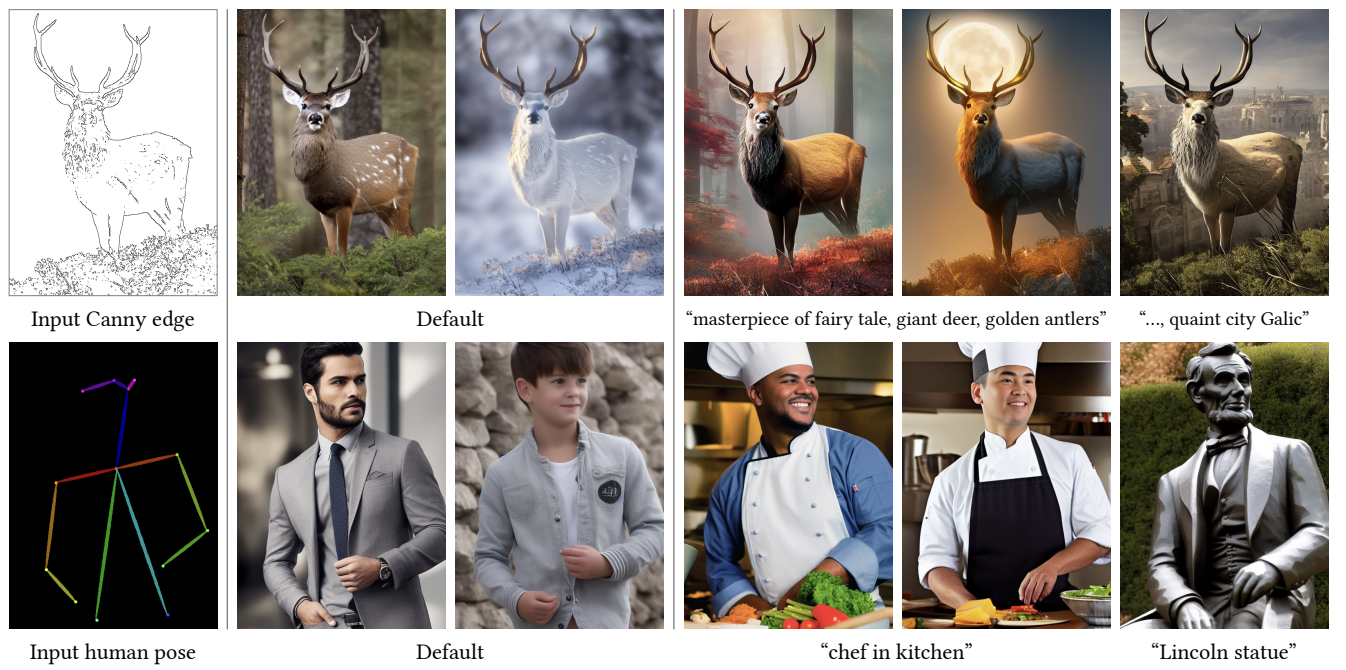 Input Canny edge
Default
“masterpiece of fairy tale, giant deer, golden antlers”
“..., quaint city Galic”
Input human pose
Default
“chef in kitchen”
“Lincoln statue”